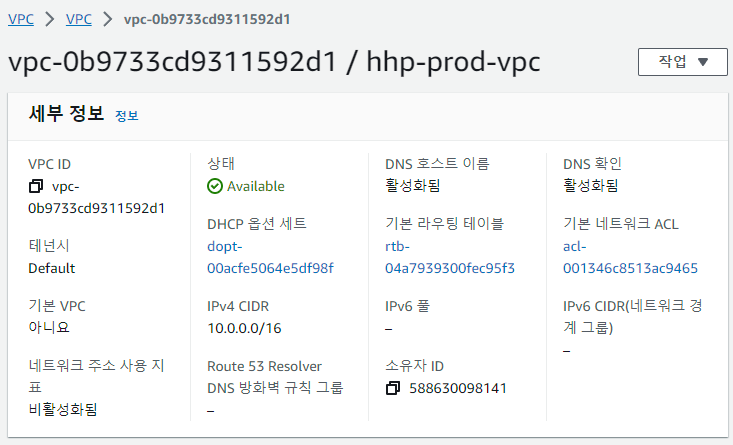 VPC > VPC > vpc-0b9733cd9311592d1
vpc-0b9733cd9311592d1 / hhp-prod-vpc
작업 ▼
세부 정보 정보
VPC ID
vpc-
0b9733cd9311592d1
상태
Available
DNS 호스트 이름
활성화됨
DNS 확인
활성화됨
테넌시
Default
DHCP 옵션 세트
dopt-
00acfe5064e5df98f
기본 라우팅 테이블
rtb-
04a7939300fec95f3
기본 네트워크 ACL
acl-
001346c8513ac9465
기본 VPC
아니요
IPv4 CIDR
10.0.0.0/16
IPv6 풀
–
IPv6 CIDR(네트워크 경
계 그룹)
–
네트워크 주소 사용 지
표
비활성화됨
Route 53 Resolver
DNS 방화벽 규칙 그룹
–
소유자 ID
588630098141